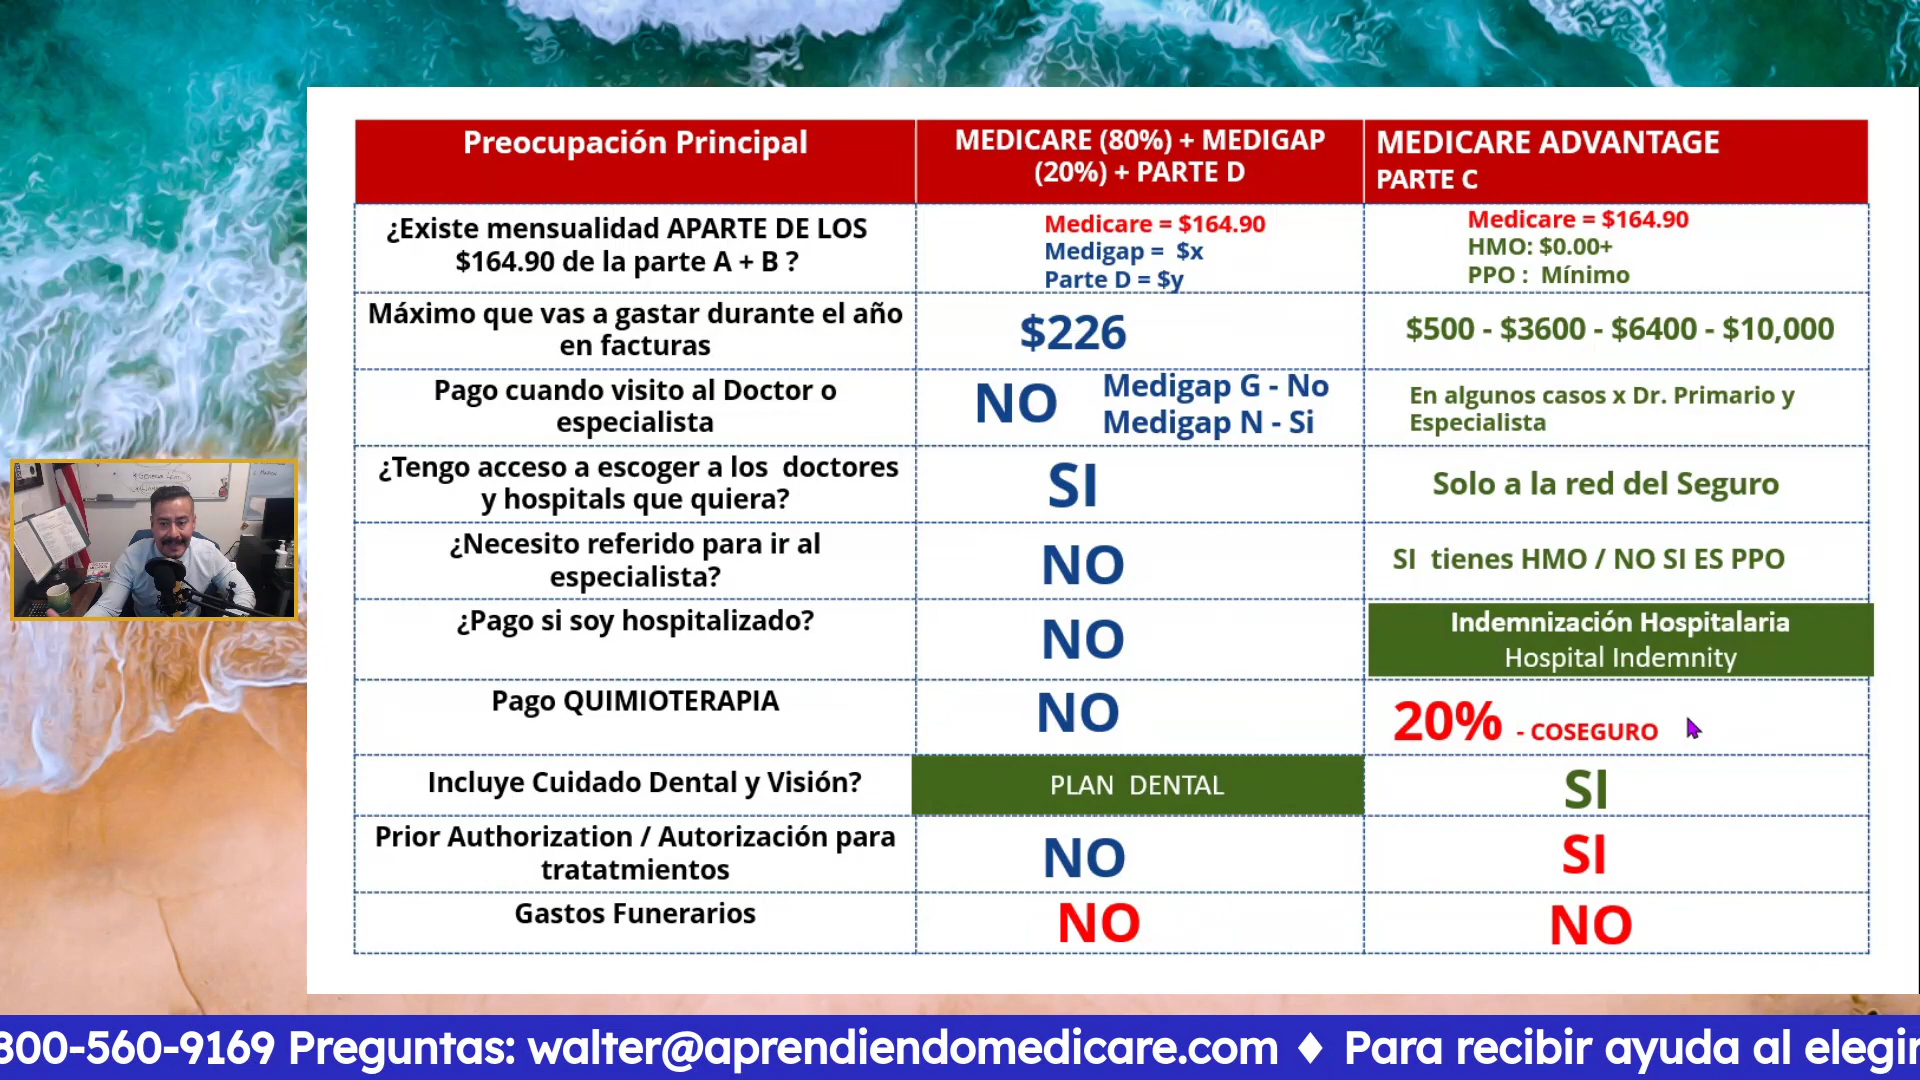 Preocupación Principal
MEDICARE (80%) + MEDIGAP
(20%) + PARTE D
MEDICARE ADVANTAGE
PARTE C
¿Existe mensualidad APARTE DE LOS
$164.90 de la parte A + B ?
Medicare = $164.90
Medigap = $x
Parte D = $y
Medicare = $164.90
HMO: $0.00+
PPO : Mínimo
Máximo que vas a gastar durante el año
en facturas
$226
$500 - $3600 - $6400 - $10,000
Pago cuando visito al Doctor o
especialista
NO
Medigap G - No
Medigap N - Si
En algunos casos x Dr. Primario y
Especialista
¿Tengo acceso a escoger a los doctores
y hospitals que quiera?
SI
Solo a la red del Seguro
¿Necesito referido para ir al
especialista?
NO
SI tienes HMO / NO SI ES PPO
¿Pago si soy hospitalizado?
NO
Indemnización Hospitalaria
Hospital Indemnity
Pago QUIMIOTERAPIA
NO
20% - COSEGURO
Incluye Cuidado Dental y Visión?
PLAN DENTAL
SI
Prior Authorization / Autorización para
tratatmientos
NO
SI
Gastos Funerarios
NO
NO
800-560-9169 Preguntas: walter@aprendiendomedicare.com ♦ Para recibir ayuda al elegir